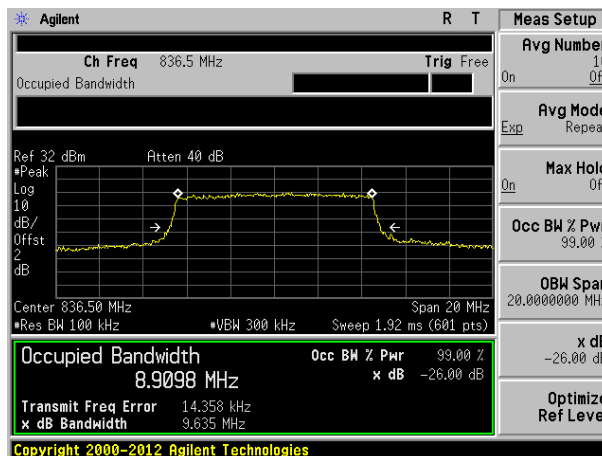 Agilent R T Meas Setup
Ch Freq 836.5 MHz Trig Free
Occupied Bandwidth
Ref 32 dBm Atten 40 dB
#Peak
Log
10
dB/
Offst
2
dB
Center 836.50 MHz Span 20 MHz
#Res BW 100 kHz #VBW 300 kHz Sweep 1.92 ms (601 pts)
Occupied Bandwidth Occ BW % Pwr 99.00 %
8.9098 MHz x dB -26.00 dB
Transmit Freq Error 14.358 kHz
x dB Bandwidth 9.635 MHz
Copyright 2000-2012 Agilent Technologies
Avg Number
On
Avg Mode
Exp Repea
Max Hold
On Of
Occ BW % Pwr
99.00
OBW Span
20.0000000 MHz
x dB
-26.00 dB
Optimize
Ref Level